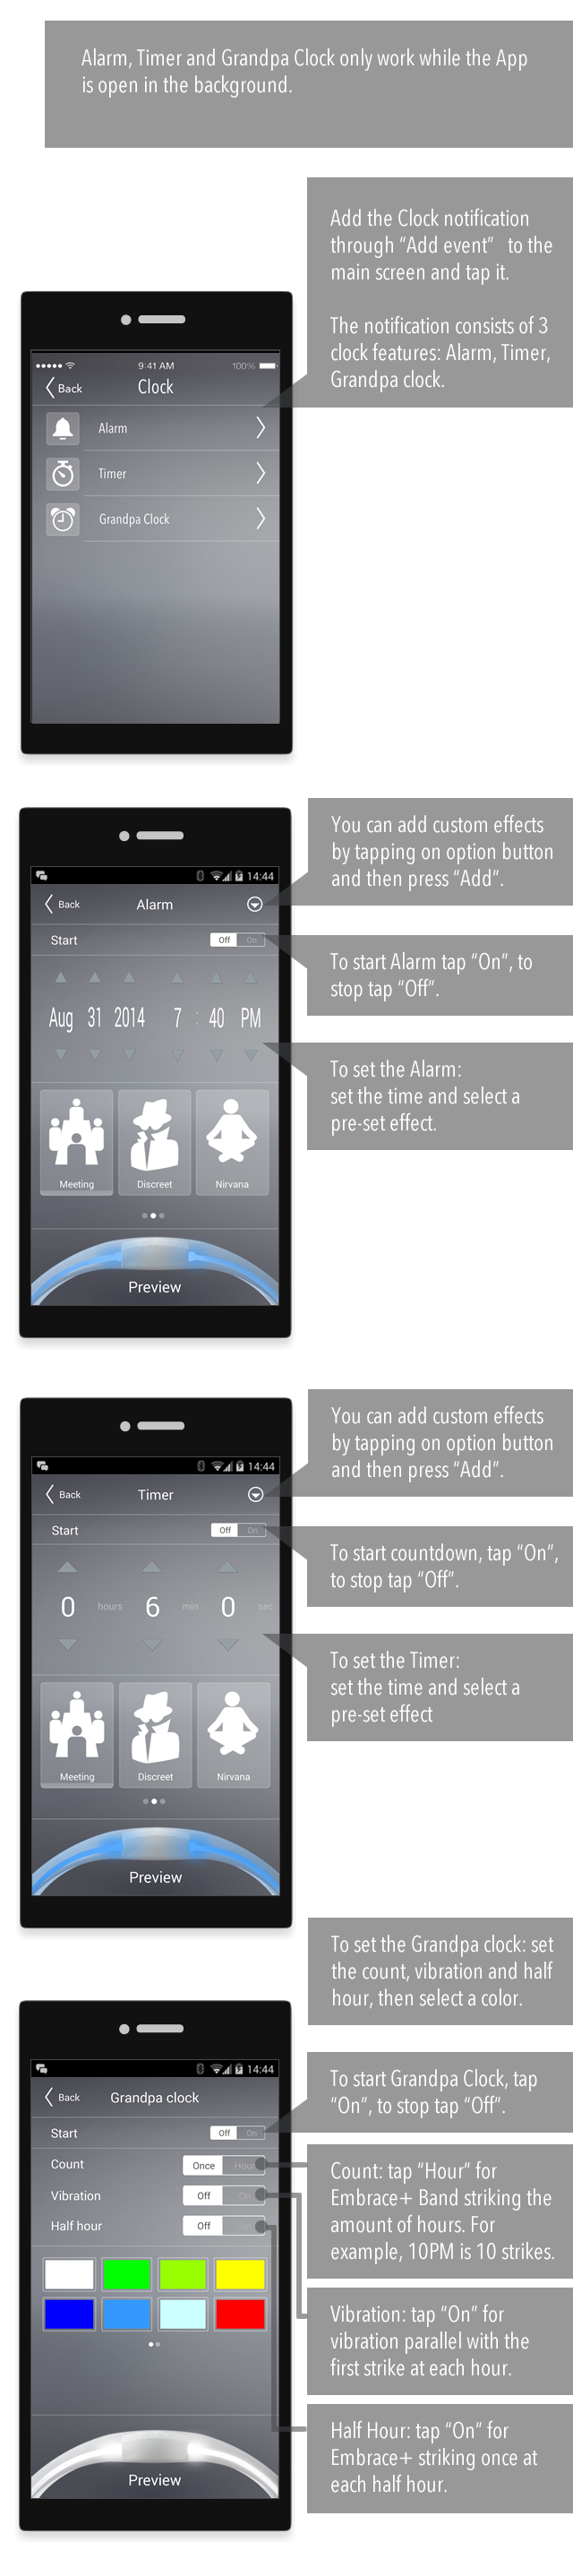 Alarm, Timer and Grandpa Clock only work while the App
is open in the background.
Add the Clock notification
through “Add event” to the
main screen and tap it.
The notification consists of 3
clock features: Alarm, Timer,
Grandpa clock.
9:41 AM 100%
Back Clock
Alarm
Timer
Grandpa Clock
You can add custom effects
by tapping on option button
and then press “Add”.
To start Alarm tap “On”, to
stop tap “Off”.
To set the Alarm:
set the time and select a
pre-set effect.
14:44
Back Alarm
Start Off On
Aug 31 2014 7 : 40 PM
Meeting Discreet Nirvana
Preview
You can add custom effects
by tapping on option button
and then press “Add”.
To start countdown, tap “On”,
to stop tap “Off”.
To set the Timer:
set the time and select a
pre-set effect
14:44
Back Timer
Start Off On
0 hours 6 min 0 sec
Meeting Discreet Nirvana
Preview
To set the Grandpa clock: set
the count, vibration and half
hour, then select a color.
To start Grandpa Clock, tap
“On”, to stop tap “Off”.
Count: tap “Hour” for
Embrace+ Band striking the
amount of hours. For
example, 10PM is 10 strikes.
Vibration: tap “On” for
vibration parallel with the
first strike at each hour.
Half Hour: tap “On” for
Embrace+ striking once at
each half hour.
14:44
Back Grandpa clock
Start Off On
Count Once Hour
Vibration Off On
Half hour Off On
Preview